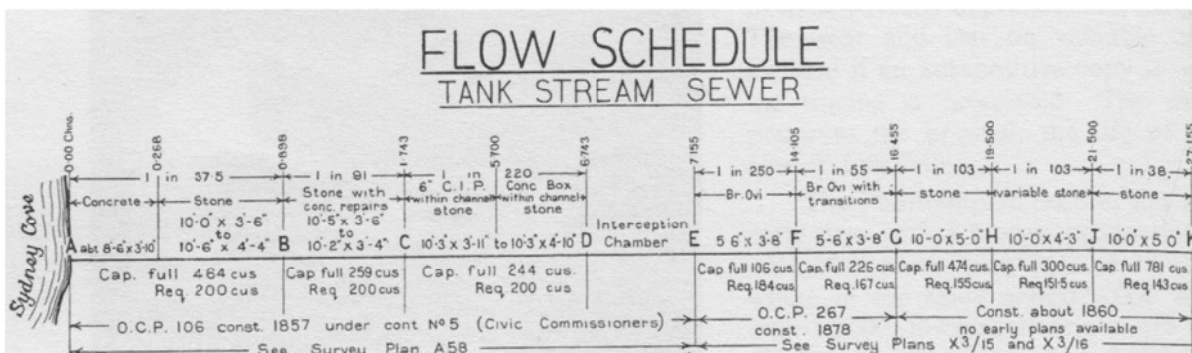 FLOW SCHEDULE
TANK STREAM SEWER
0·00 Chns. 0·268 0·838 1·743 5·700 6·743 7·155 14·105 16·455 19·500 21·500 27·155
1 in 37·5 1 in 91 1 in 220 1 in 250 1 in 55 1 in 103 1 in 103 1 in 38.
Concrete Stone Stone with conc. repairs 6" C.I.P. within channel stone Conc Box within channel stone Br. Ovi Br Ovi with transitions stone variable stone stone
Sydney Cove
A abt 8'-6"x 3'-10" 10'-0" x 3'-6" to 10'-6" x 4'-4" B 10'-5"x 3'-6" to 10'-2"x 3'-4" C 10'-3"x 3'-11" to 10'-3"x 4'-10" D Interception Chamber E 5 6"x 3'-8" F 5'-6"x 3'-8" G 10'-0"x5'-0" H 10'-0"x4'-3" J 10'·0"x 5'0" K
Cap. full 464 cus Cap full 259 cus Cap. full 244 cus. Cap full 106 cus Cap. full 226 cus. Cap. full 474 cus Cap. full 300 cus. Cap. full 781 cus
Req. 200 cus Req. 200cus Req. 200 cus Req. 184 cus Req. 167 cus. Req. 155 cus Req. 151·5 cus Req. 143 cus
O.C.P. 106 const. 1857 under cont Nº 5 (Civic Commissioners) O.C.P. 267 const. 1878 Const. about 1860 no early plans available
See Survey Plan A58 See Survey Plans X3/15 and X3/16